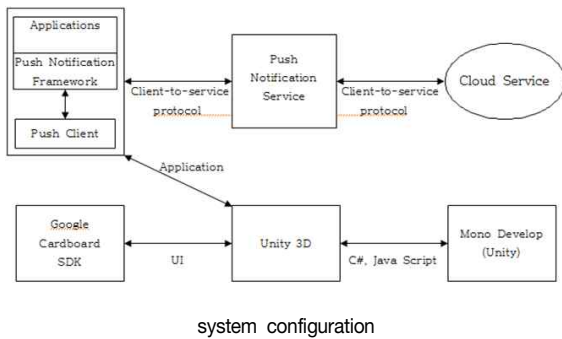 Applications
Push Notification
Framework
Push Client
Client-to-service
protocol
Push
Notification
Service
Client-to-service
protocol
Cloud Service
Application
Google
Cardboard
SDK
UI
Unity 3D
C#, Java Script
Mono Develop
(Unity)
system configuration